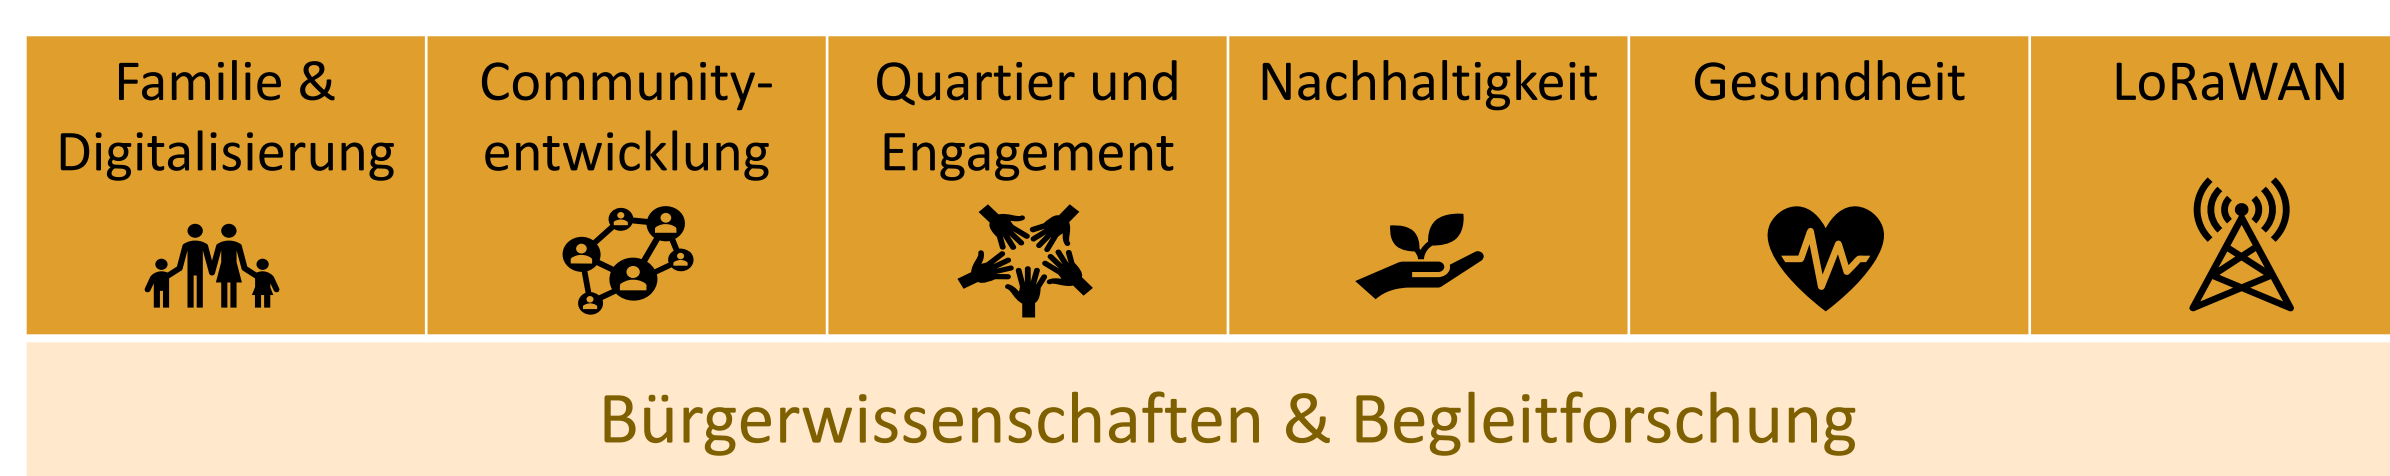 Familie &
Digitalisierung
Community-
entwicklung
Quartier und
Engagement
Nachhaltigkeit
Gesundheit
LoRaWAN
Bürgerwissenschaften & Begleitforschung